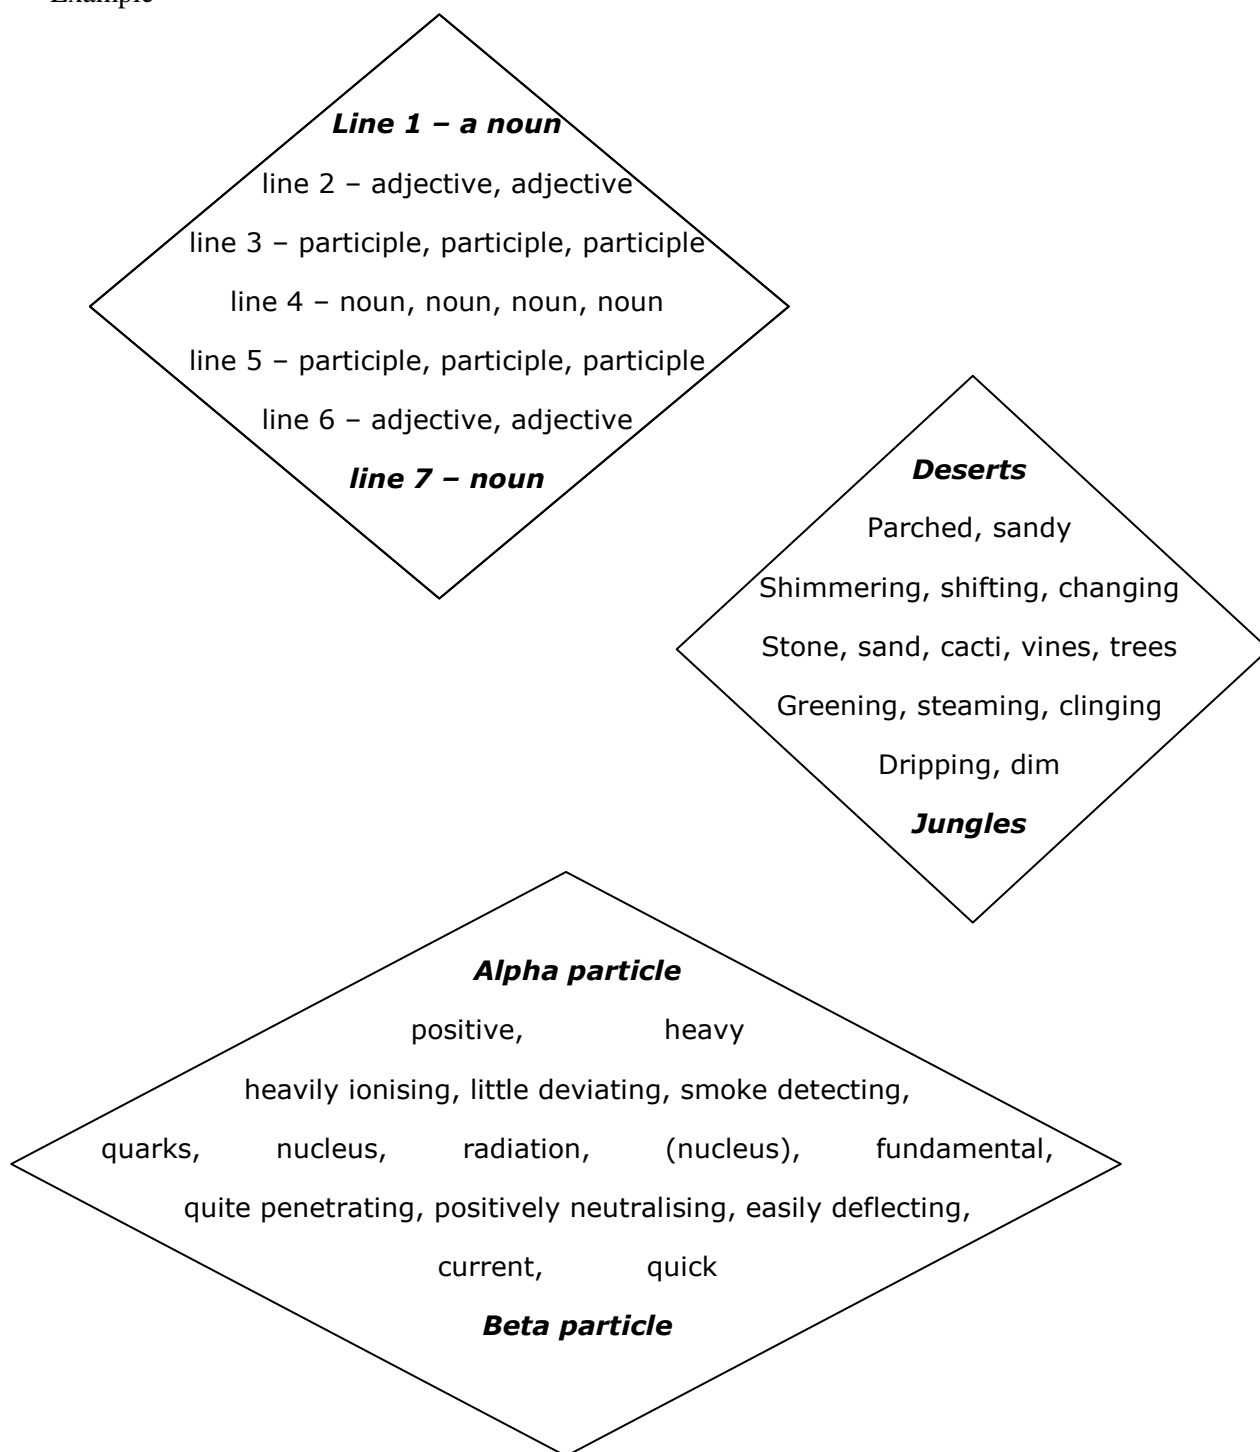 Example
Line 1 – a noun
line 2 – adjective, adjective
line 3 – participle, participle, participle
line 4 – noun, noun, noun, noun
line 5 – participle, participle, participle
line 6 – adjective, adjective
line 7 – noun
Deserts
Parched, sandy
Shimmering, shifting, changing
Stone, sand, cacti, vines, trees
Greening, steaming, clinging
Dripping, dim
Jungles
Alpha particle
positive, heavy
heavily ionising, little deviating, smoke detecting,
quarks, nucleus, radiation, (nucleus), fundamental,
quite penetrating, positively neutralising, easily deflecting,
current, quick
Beta particle